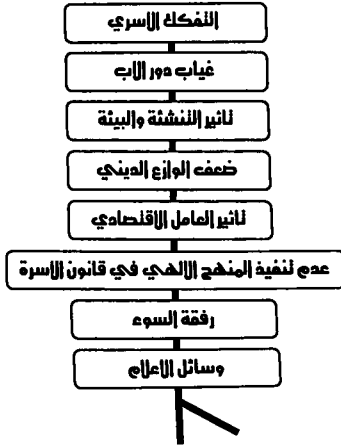 التفكك الاسري
غياب دور الاب
تاثير التنشئة والبيئة
ضعف الوازع الديني
تاثير العامل الاقتصادي
عدم تنفيذ المنهج الالهي في قانون الاسرة
رفقة السوء
وسائل الاعلام